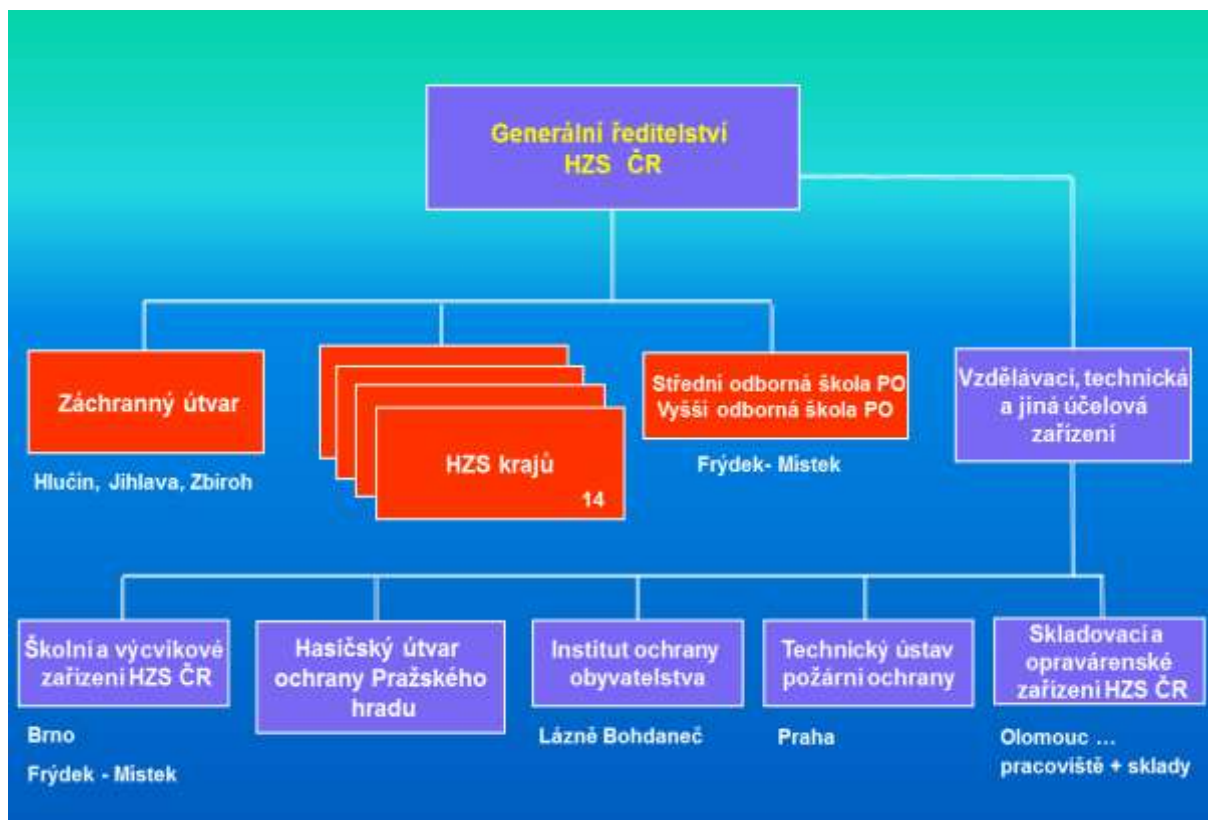 Generální ředitelství
HZS ČR
Záchranný útvar
Hlučín, Jihlava, Zbiroh
HZS krajů
14
Střední odborná škola PO
Vyšší odborná škola PO
Frýdek- Místek
Vzdělávací, technická
a jiná účelová
zařízení
Školní a výcvikové
zařízení HZS ČR
Brno
Frýdek - Místek
Hasičský útvar
ochrany Pražského
hradu
Institut ochrany
obyvatelstva
Lázně Bohdaneč
Technický ústav
požární ochrany
Praha
Skladovací a
opravárenské
zařízení HZS ČR
Olomouc ...
pracoviště + sklady